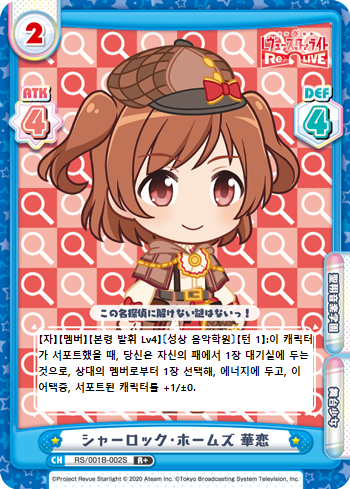 2
少女☆歌劇
レヴュースタァライト
Re LIVE
ATK
4
DEF
4
聖翔音楽学園
舞台少女
この名探偵に解けない謎はないっ！
[자]【멤버】【본령 발휘 Lv4】〔성상 음악학원〕【턴 1】:이 캐릭터
가 서포트했을 때, 당신은 자신의 패에서 1장 대기실에 두는
것으로, 상대의 멤버로부터 1장 선택해, 에너지에 두고, 이
어택중, 서포트된 캐릭터를 +1/±0.
シャーロック・ホームズ 華恋
CH RS/001B-002S R+
©Project Revue Starlight © 2020 Ateam Inc. ©Tokyo Broadcasting System Television, Inc.